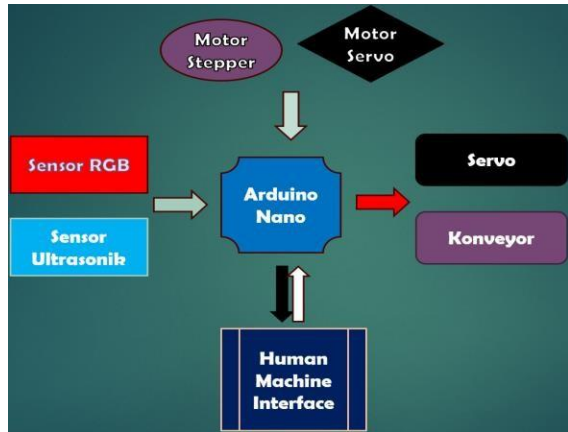 Motor
Stepper
Motor
Servo
Sensor RGB
Sensor
Ultrasonik
Arduino
Nano
Servo
Konveyor
Human
Machine
Interface